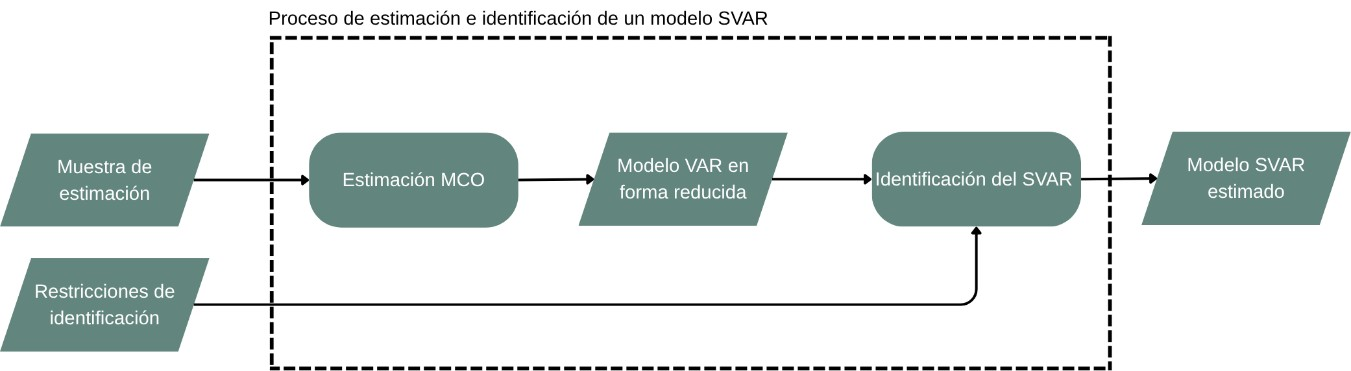 Proceso de estimación e identificación de un modelo SVAR
Muestra de
estimación
Estimación MCO
Modelo VAR en
forma reducida
Identificación del SVAR
Modelo SVAR
estimado
Restricciones de
identificación